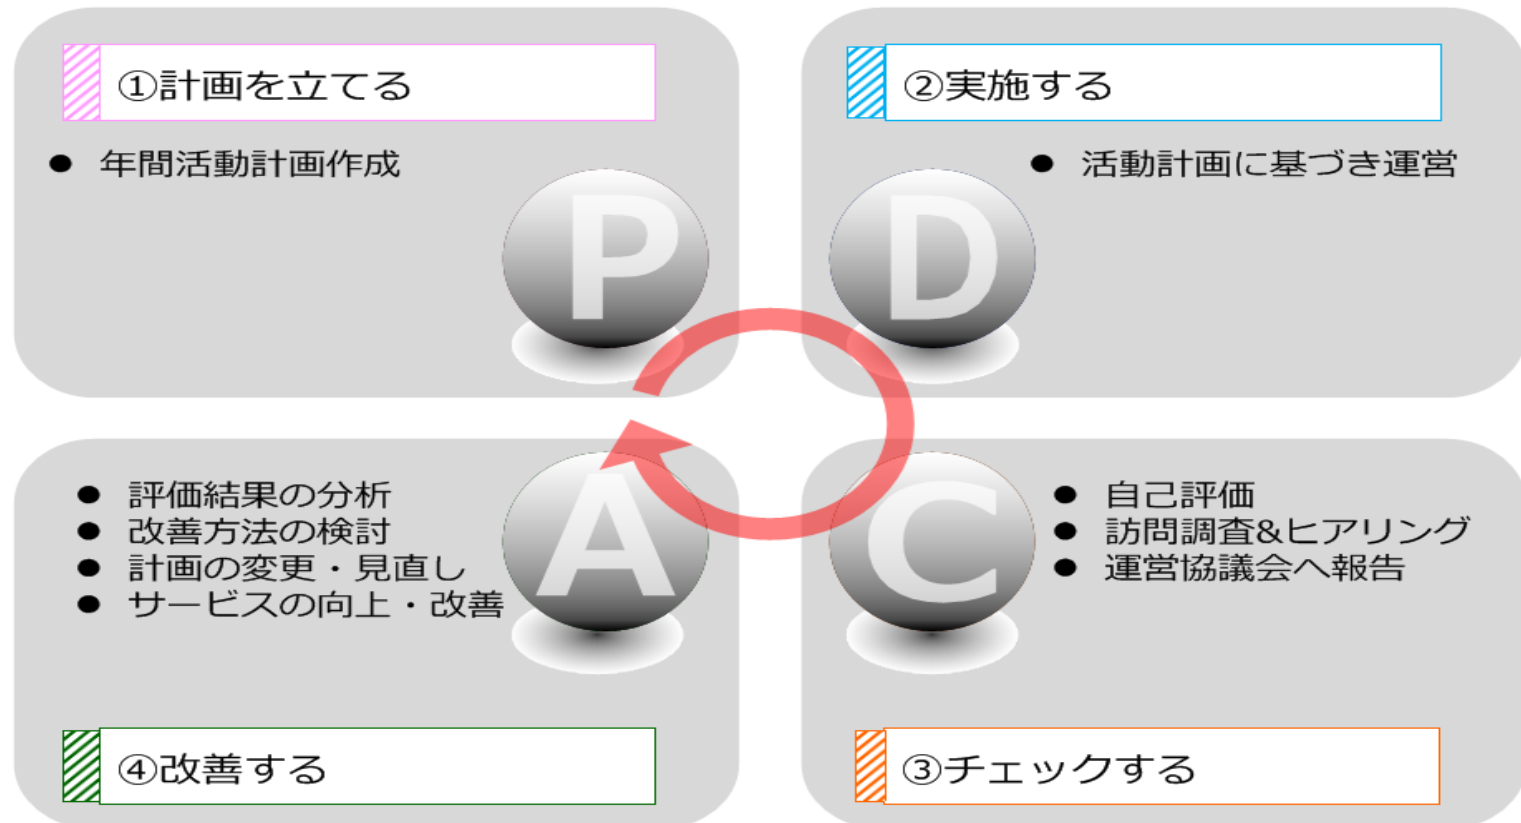 ①計画を立てる
● 年間活動計画作成
P
②実施する
● 活動計画に基づき運営
D
● 評価結果の分析
● 改善方法の検討
● 計画の変更・見直し
● サービスの向上・改善
A
④改善する
● 自己評価
● 訪問調査&ヒアリング
● 運営協議会へ報告
C
③チェックする